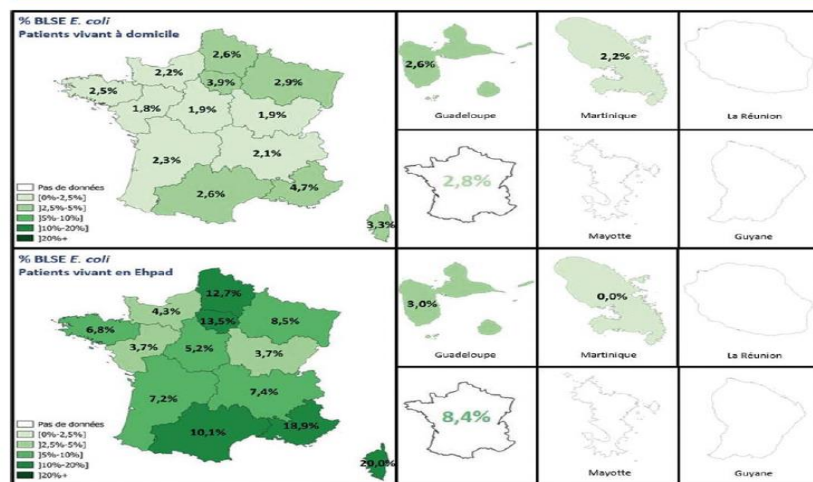 % BLSE E. coli
Patients vivant à domicile
2,6%
2,2%
3,9%
2,9%
2,5%
1,8%
1,9%
1,9%
2,3%
2,1%
2,6%
4,7%
3,3%
Pas de données
[0%-2,5%]
]2,5%-5%]
]5%-10%]
]10%-20%]
]20%+
2,6%
Guadeloupe
2,2%
Martinique
La Réunion
2,8%
Mayotte
Guyane
% BLSE E. coli
Patients vivant en Ehpad
12,7%
4,3%
13,5%
8,5%
6,8%
3,7%
5,2%
3,7%
7,2%
7,4%
10,1%
18,9%
20,0%
Pas de données
[0%-2,5%]
]2,5%-5%]
]5%-10%]
]10%-20%]
]20%+
3,0%
Guadeloupe
0,0%
Martinique
La Réunion
8,4%
Mayotte
Guyane